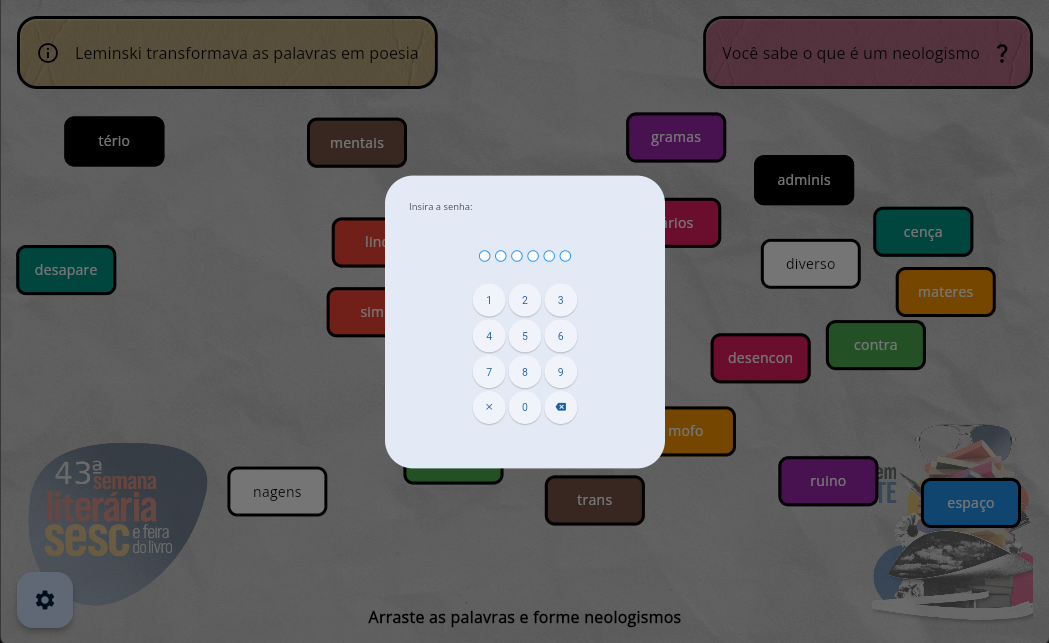 Leminski transformava as palavras em poesia
Você sabe o que é um neologismo ?
tério
mentais
gramas
adminis
cença
diverso
desapare
materes
contra
desencon
mofo
nagens
trans
ruino
espaço
Insira a senha:
1 2 3
4 5 6
7 8 9
× 0
43ª
semana
literária
sesc e feira
do livro
Arraste as palavras e forme neologismos